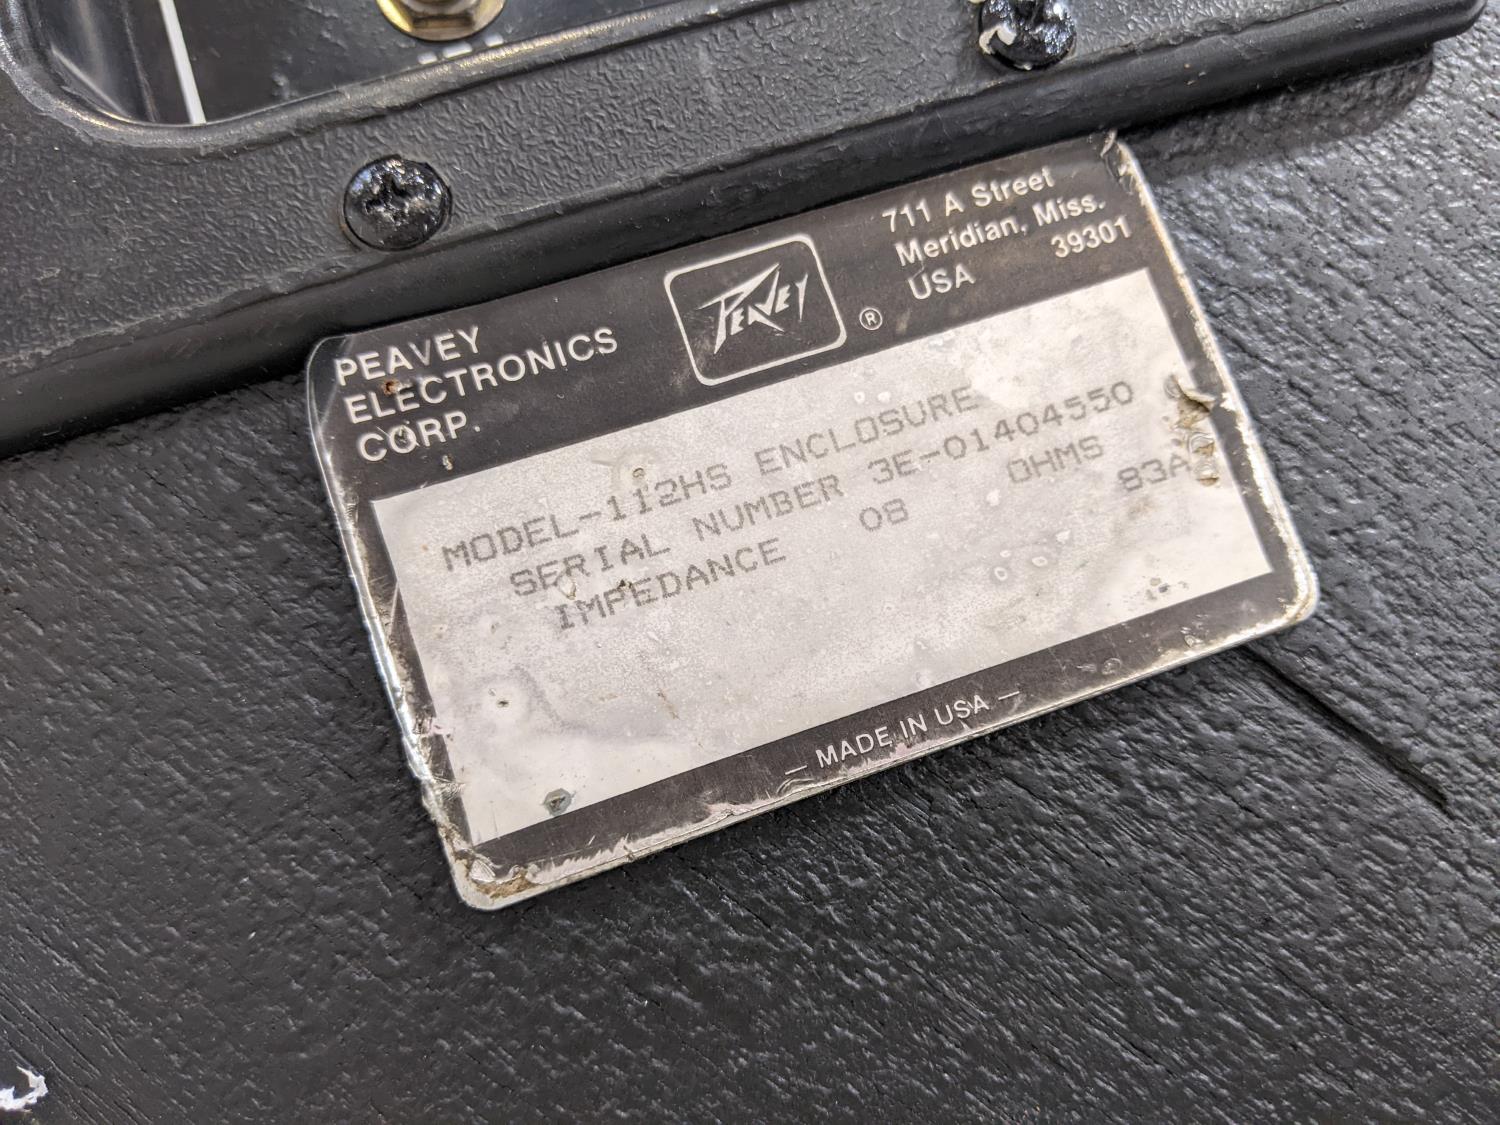 PEAVEY
ELECTRONICS
CORP.
PEAVEY ®
711 A Street
Meridian, Miss.
USA 39301
MODEL-112HS ENCLOSURE
SERIAL NUMBER 3E-01404550
IMPEDANCE 08 OHMS 83A
— MADE IN USA —